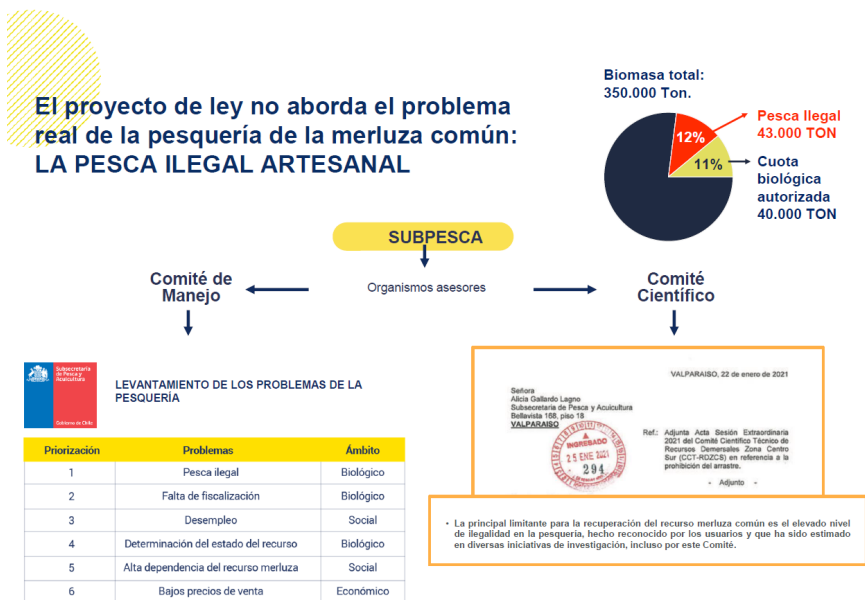 El proyecto de ley no aborda el problema
real de la pesquería de la merluza común:
LA PESCA ILEGAL ARTESANAL
Biomasa total:
350.000 Ton.
12%
11%
Pesca Ilegal
43.000 TON
Cuota
biológica
autorizada
40.000 TON
SUBPESCA
Organismos asesores
Comité de
Manejo
Comité
Científico
Subsecretaría
de Pesca y
Acuicultura
Gobierno de Chile
LEVANTAMIENTO DE LOS PROBLEMAS DE LA
PESQUERÍA
Priorización Problemas Ámbito
1 Pesca ilegal Biológico
2 Falta de fiscalización Biológico
3 Desempleo Social
4 Determinación del estado del recurso Biológico
5 Alta dependencia del recurso merluza Social
6 Bajos precios de venta Económico
VALPARAISO, 22 de enero de 2021
Señora
Alicia Gallardo Lagno
Subsecretaria de Pesca y Acuicultura
Bellavista 168, piso 18
VALPARAISO
INGRESADO
25 ENE 2021
294
Ref.: Adjunta Acta Sesión Extraordinaria
2021 del Comité Científico Técnico de
Recursos Demersales Zona Centro
Sur (CCT-RDZCS) en referencia a la
prohibición del arrastre.
- Adjunto -
• La principal limitante para la recuperación del recurso merluza común es el elevado nivel
de ilegalidad en la pesquería, hecho reconocido por los usuarios y que ha sido estimado
en diversas iniciativas de investigación, incluso por este Comité.